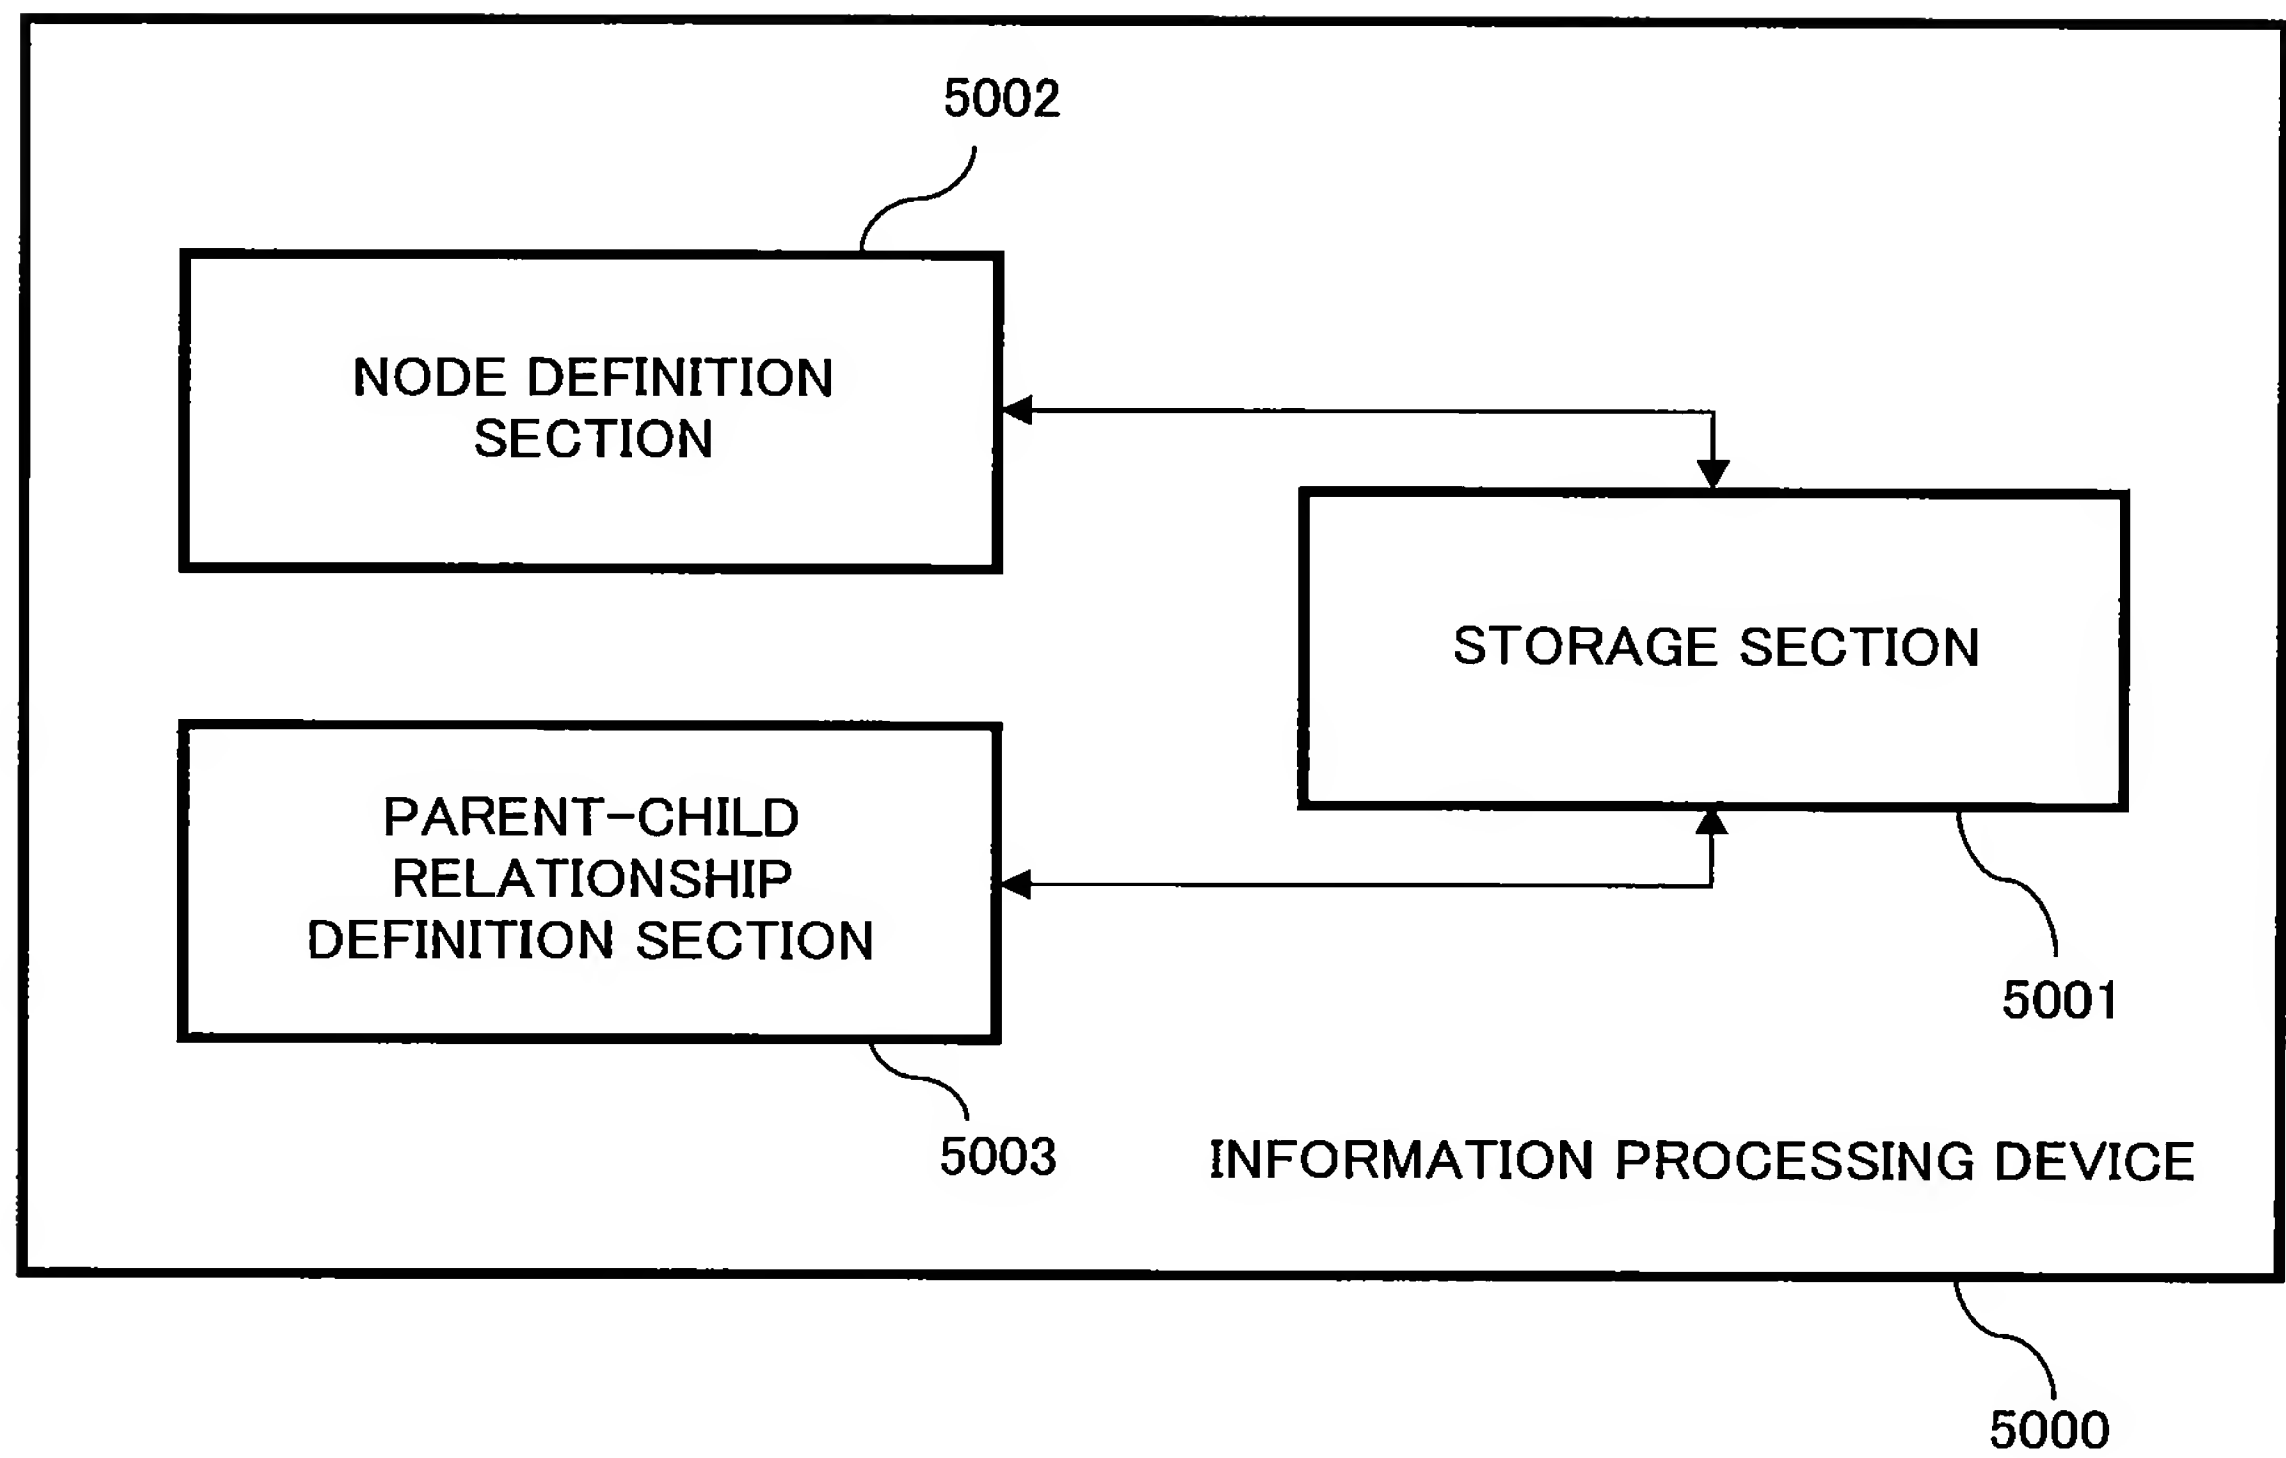 5002
NODE DEFINITION
SECTION
STORAGE SECTION
PARENT-CHILD
RELATIONSHIP
DEFINITION SECTION
5001
5003
INFORMATION PROCESSING DEVICE
5000